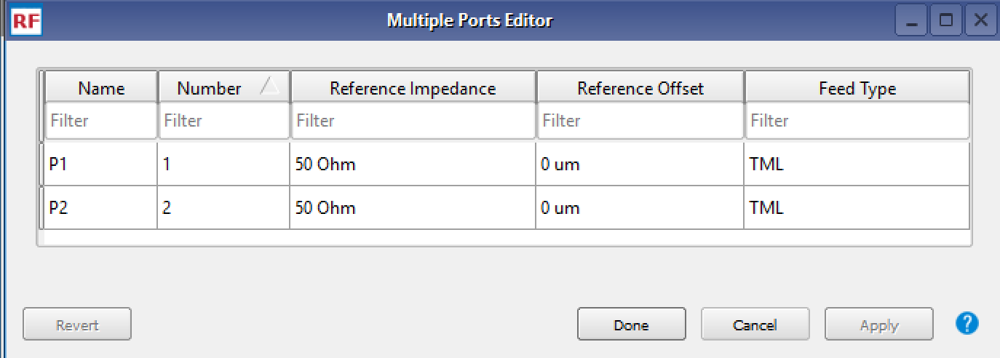 RF Multiple Ports Editor
Name Number Reference Impedance Reference Offset Feed Type
Filter Filter Filter Filter Filter
P1 1 50 Ohm 0 um TML
P2 2 50 Ohm 0 um TML
Revert Done Cancel Apply ?